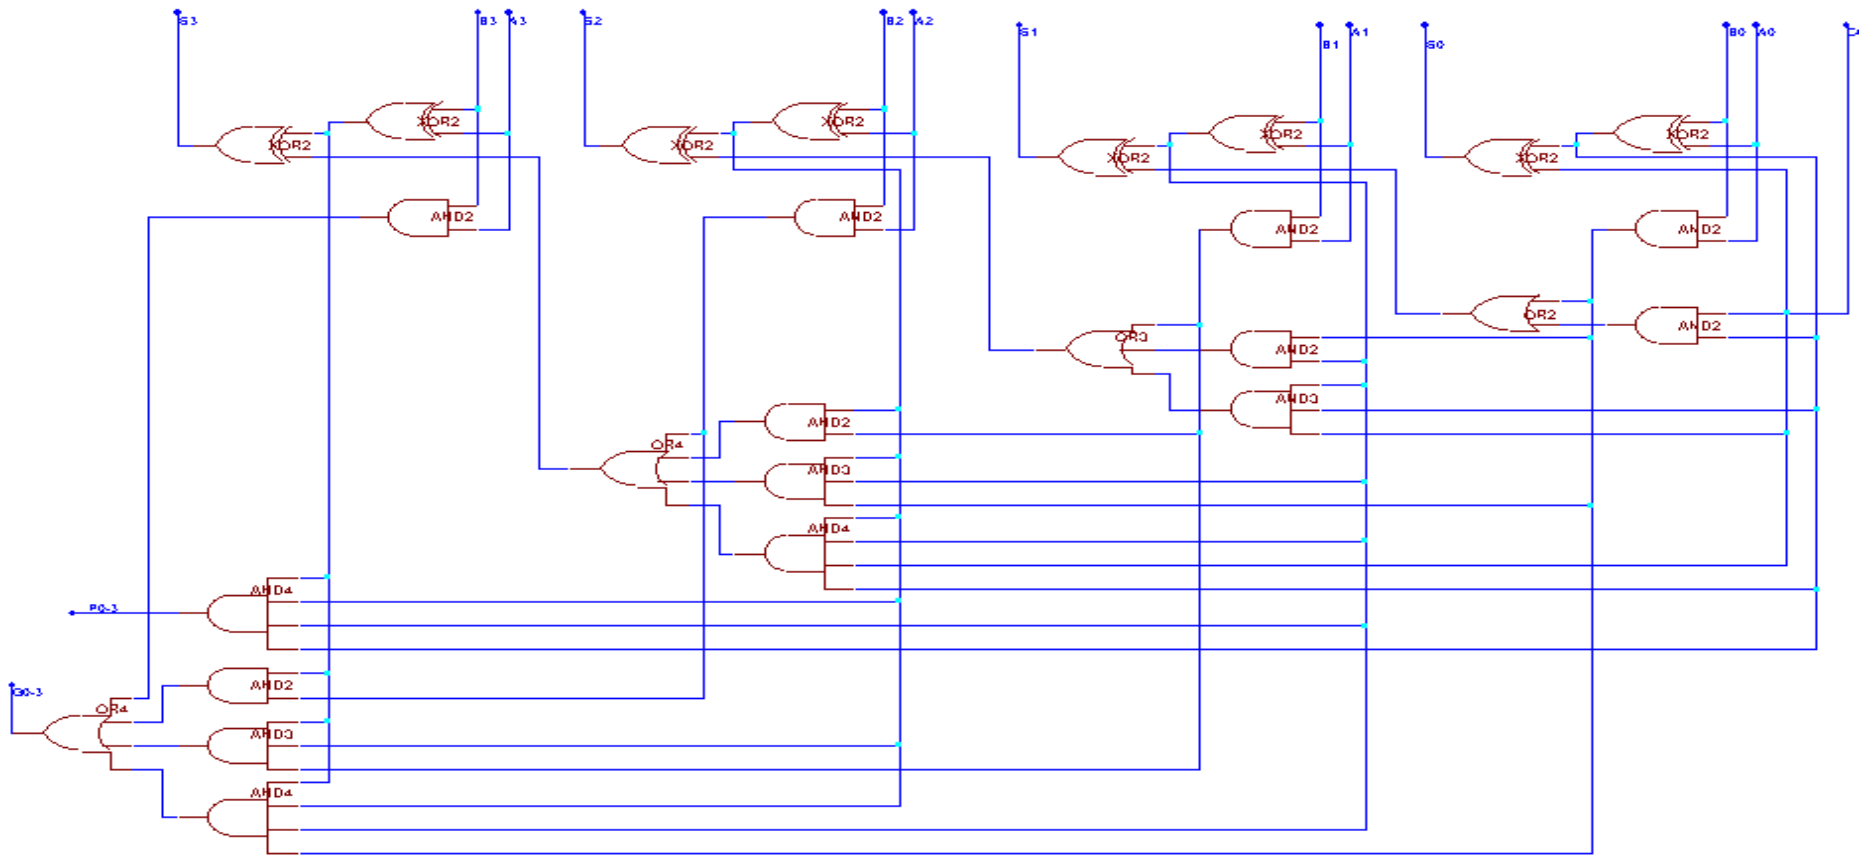 S3 B3 A3 S2 B2 A2 S1 B1 A1 S0 B0 A0
XOR2 XOR2 XOR2 XOR2
XOR2 XOR2 XOR2 XOR2
AND2 AND2 AND2 AND2
OR2 AND2
OR3 AND2
AND3
AND2
OR4
AND3
AND4
AND4
P0-3
AND2
G0-3
OR4
AND3
AND4